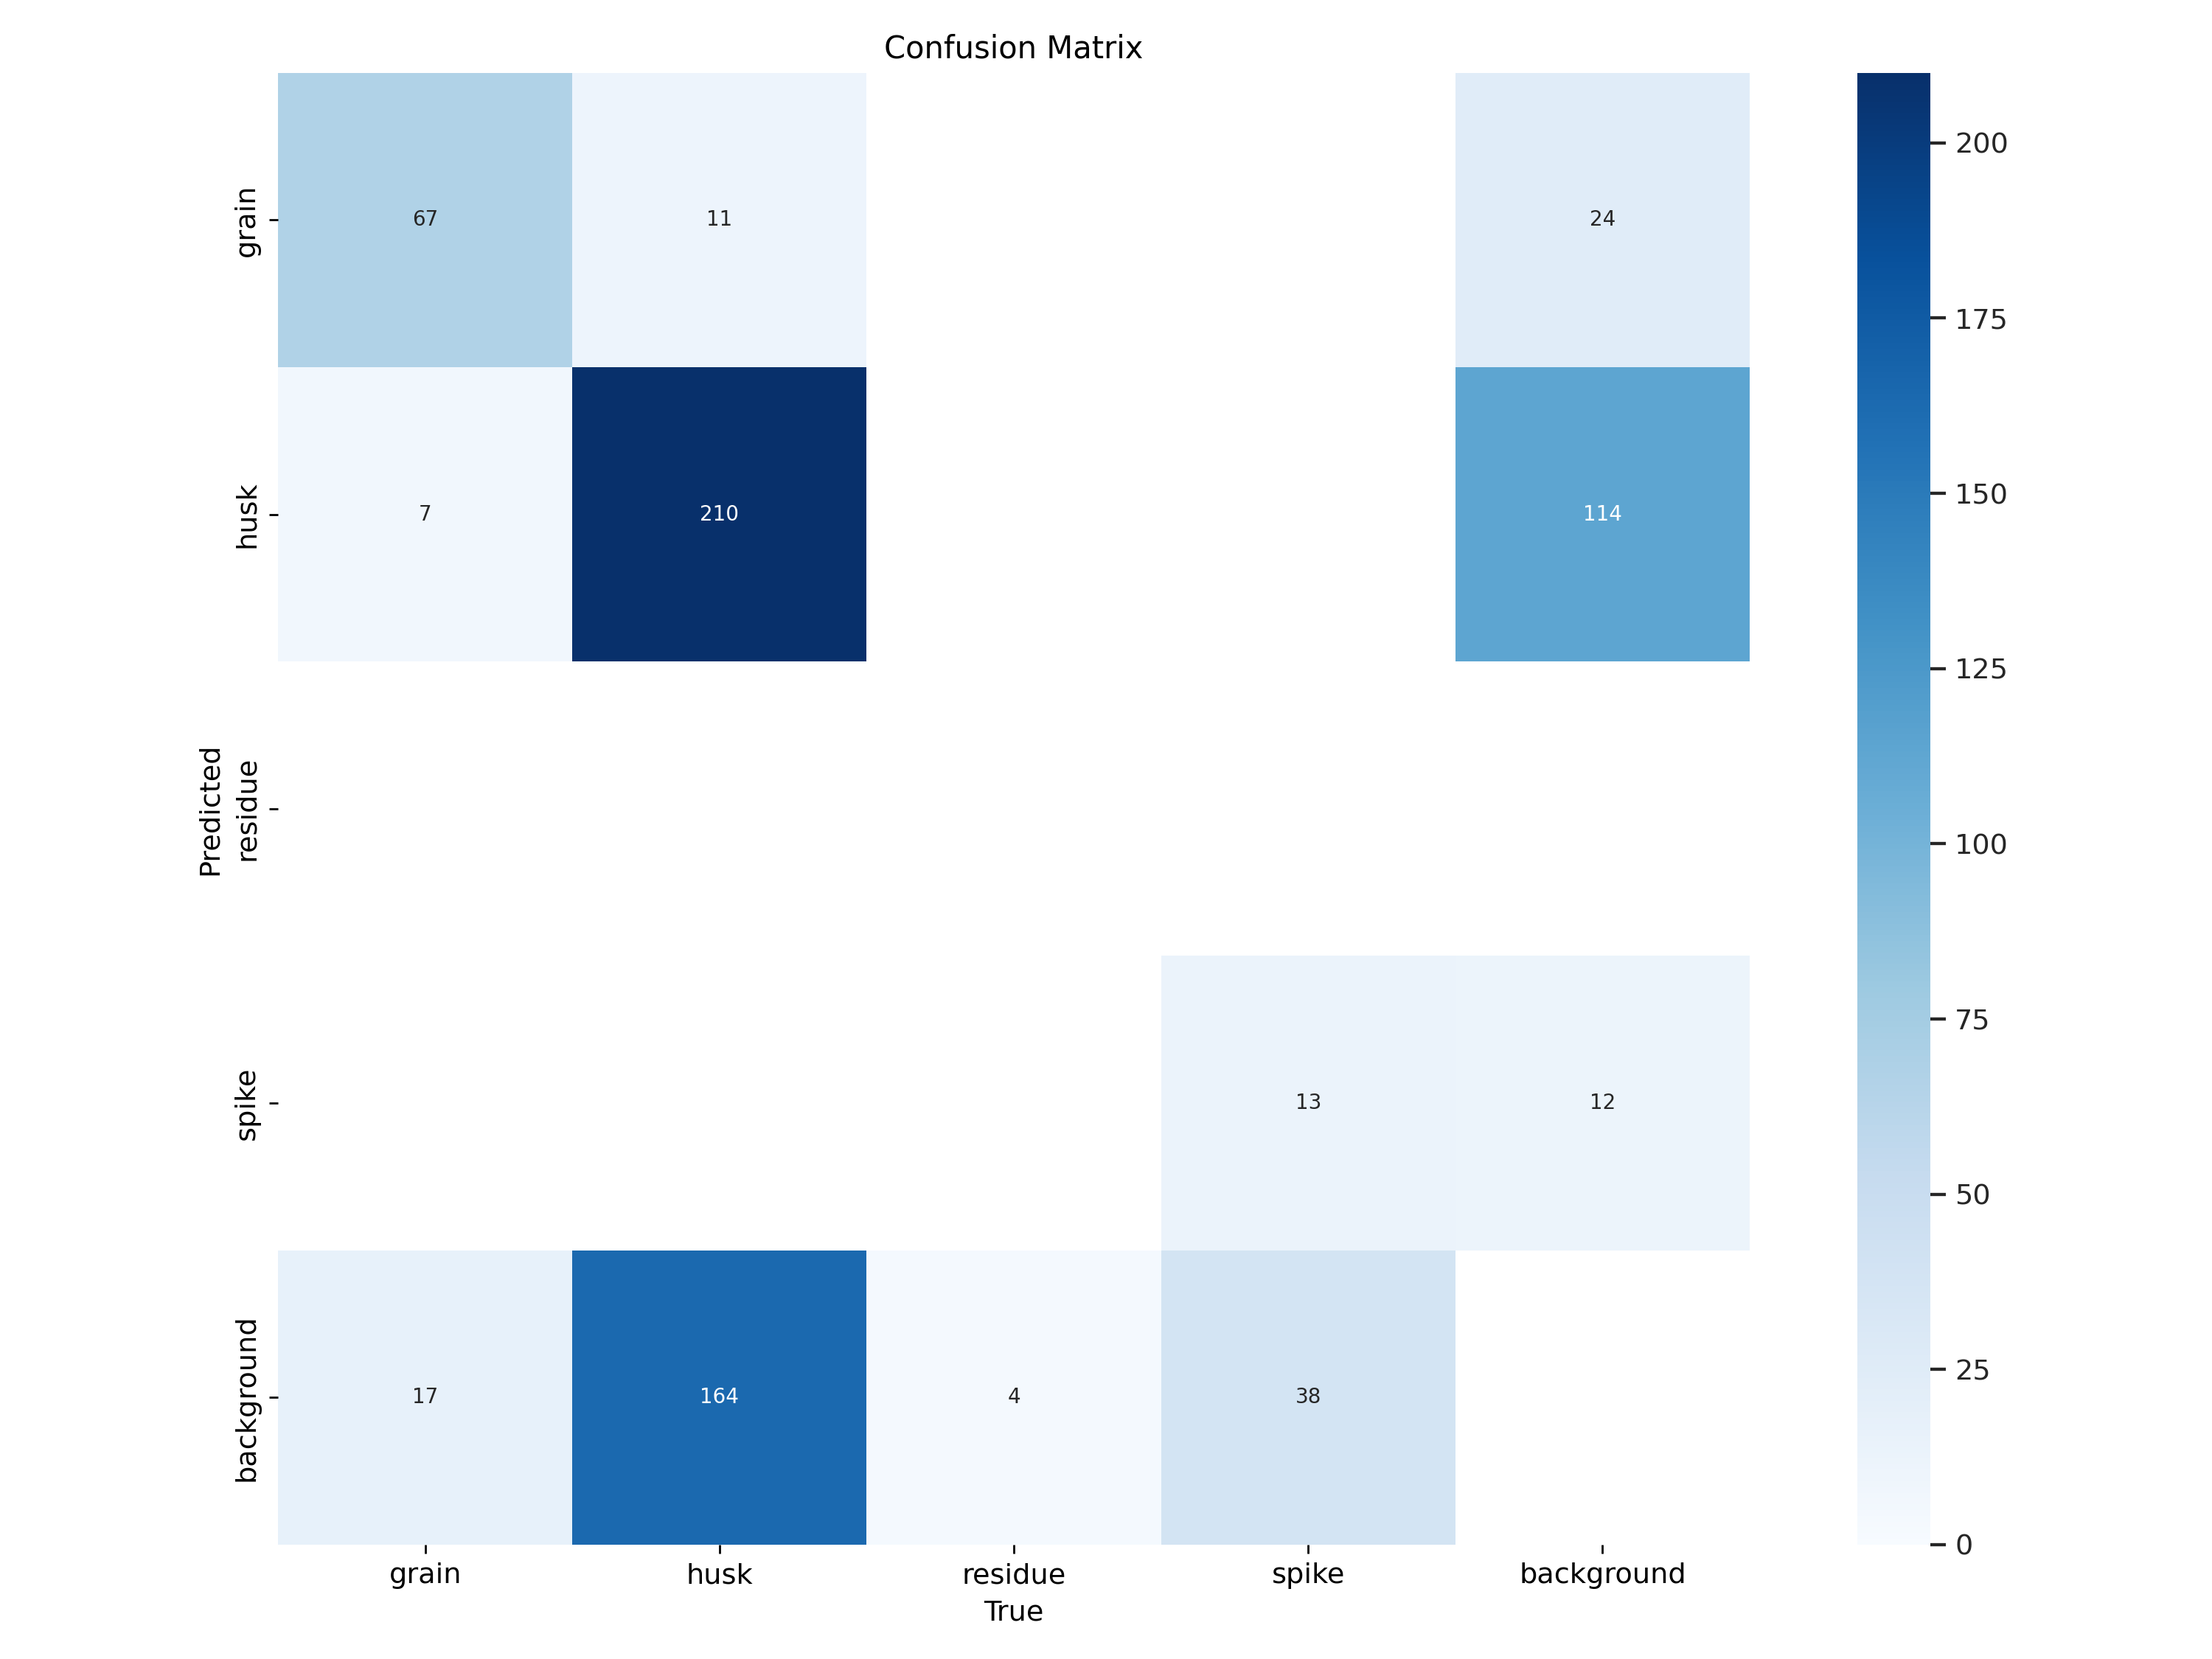 Confusion Matrix
grain
husk
residue
spike
background
Predicted
67 11 24
7 210 114
13 12
17 164 4 38
grain husk residue spike background
True
200
175
150
125
100
75
50
25
0